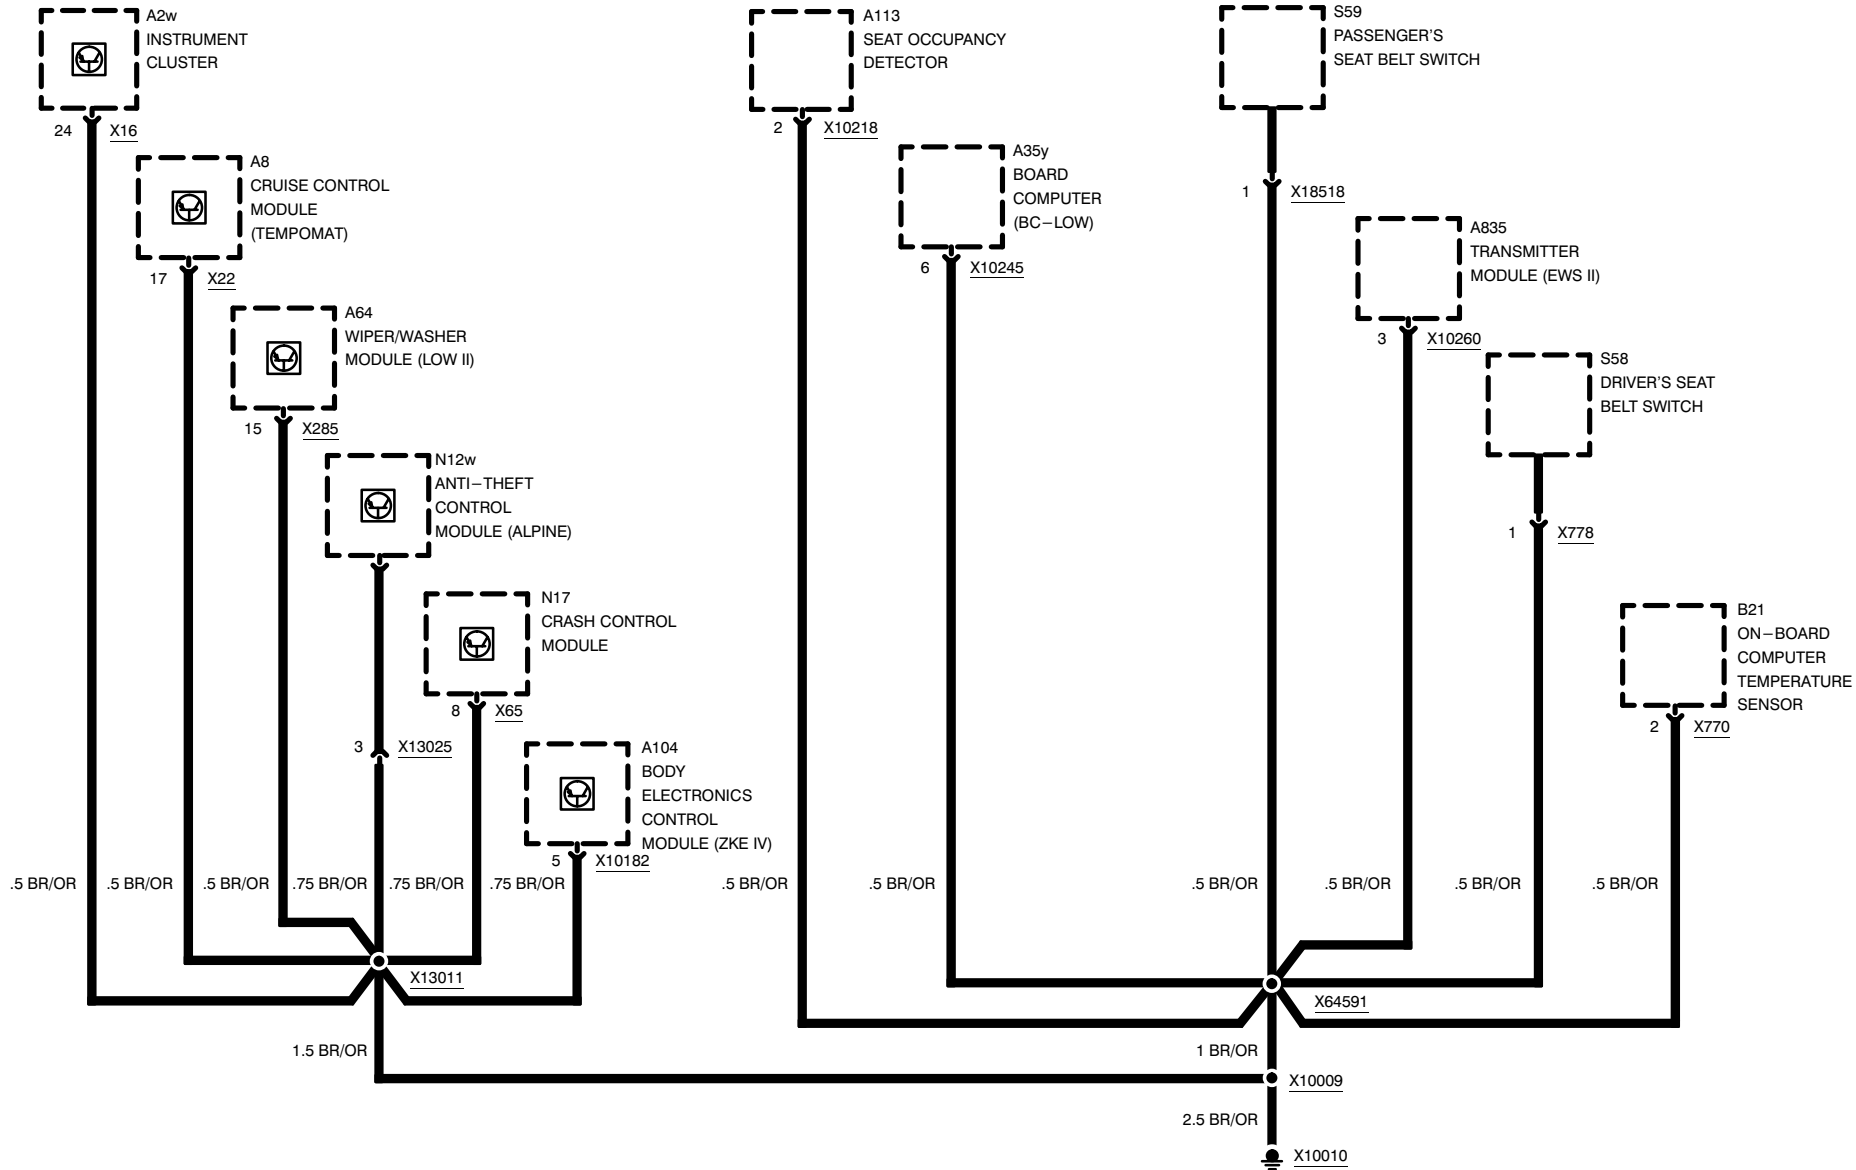 A2w
INSTRUMENT
CLUSTER
24 X16
A8
CRUISE CONTROL
MODULE
(TEMPOMAT)
17 X22
A64
WIPER/WASHER
MODULE (LOW II)
15 X285
N12w
ANTI−THEFT
CONTROL
MODULE (ALPINE)
3 X13025
N17
CRASH CONTROL
MODULE
8 X65
A104
BODY
ELECTRONICS
CONTROL
MODULE (ZKE IV)
5 X10182
A113
SEAT OCCUPANCY
DETECTOR
2 X10218
A35y
BOARD
COMPUTER
(BC−LOW)
6 X10245
S59
PASSENGER'S
SEAT BELT SWITCH
1 X18518
A835
TRANSMITTER
MODULE (EWS II)
3 X10260
S58
DRIVER'S SEAT
BELT SWITCH
1 X778
B21
ON−BOARD
COMPUTER
TEMPERATURE
SENSOR
2 X770
.5 BR/OR .5 BR/OR .5 BR/OR .75 BR/OR .75 BR/OR .75 BR/OR .5 BR/OR .5 BR/OR .5 BR/OR .5 BR/OR .5 BR/OR .5 BR/OR
X13011
X64591
1.5 BR/OR
1 BR/OR
X10009
2.5 BR/OR
X10010